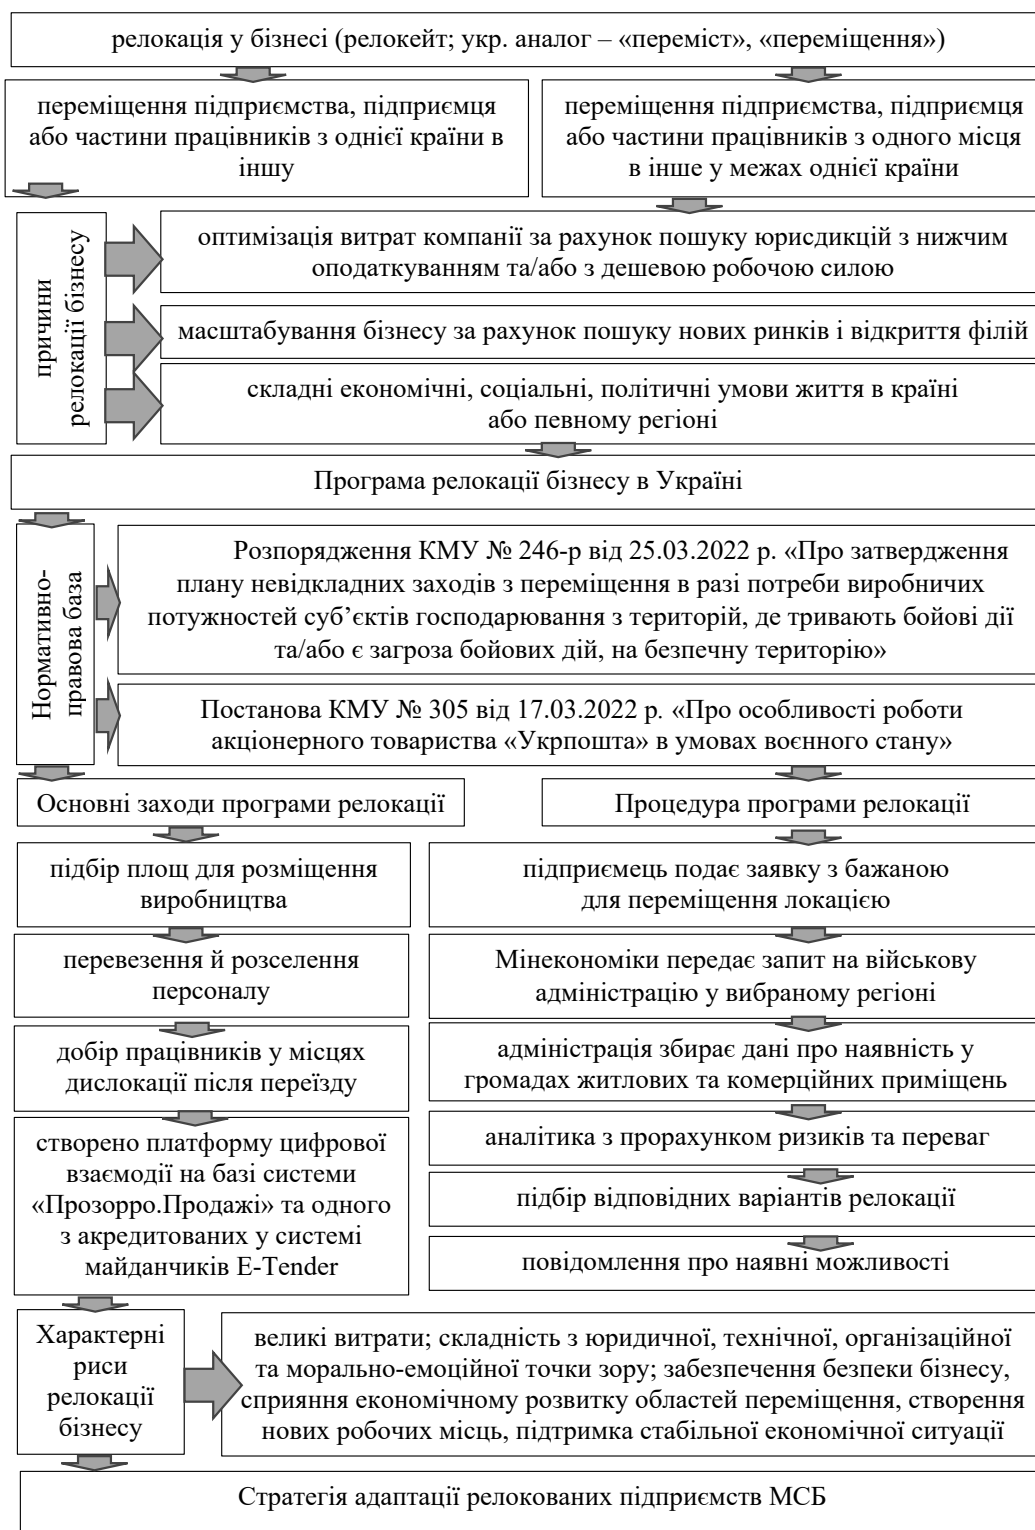 релокація у бізнесі (релокейт; укр. аналог – «переміст», «переміщення»)
переміщення підприємства, підприємця
або частини працівників з однієї країни в
іншу
переміщення підприємства, підприємця
або частини працівників з одного місця
в інше у межах однієї країни
причини
релокації бізнесу
оптимізація витрат компанії за рахунок пошуку юрисдикцій з нижчим
оподаткуванням та/або з дешевою робочою силою
масштабування бізнесу за рахунок пошуку нових ринків і відкриття філій
складні економічні, соціальні, політичні умови життя в країні
або певному регіоні
Програма релокації бізнесу в Україні
Нормативно-
правова база
Розпорядження КМУ № 246-р від 25.03.2022 р. «Про затвердження
плану невідкладних заходів з переміщення в разі потреби виробничих
потужностей суб’єктів господарювання з територій, де тривають бойові дії
та/або є загроза бойових дій, на безпечну територію»
Постанова КМУ № 305 від 17.03.2022 р. «Про особливості роботи
акціонерного товариства «Укрпошта» в умовах воєнного стану»
Основні заходи програми релокації
підбір площ для розміщення
виробництва
перевезення й розселення
персоналу
добір працівників у місцях
дислокації після переїзду
створено платформу цифрової
взаємодії на базі системи
«Прозорро.Продажі» та одного
з акредитованих у системі
майданчиків E-Tender
Процедура програми релокації
підприємець подає заявку з бажаною
для переміщення локацією
Мінекономіки передає запит на військову
адміністрацію у вибраному регіоні
адміністрація збирає дані про наявність у
громадах житлових та комерційних приміщень
аналітика з прорахунком ризиків та переваг
підбір відповідних варіантів релокації
повідомлення про наявні можливості
Характерні
риси
релокації
бізнесу
великі витрати; складність з юридичної, технічної, організаційної
та морально-емоційної точки зору; забезпечення безпеки бізнесу,
сприяння економічному розвитку областей переміщення, створення
нових робочих місць, підтримка стабільної економічної ситуації
Стратегія адаптації релокованих підприємств МСБ